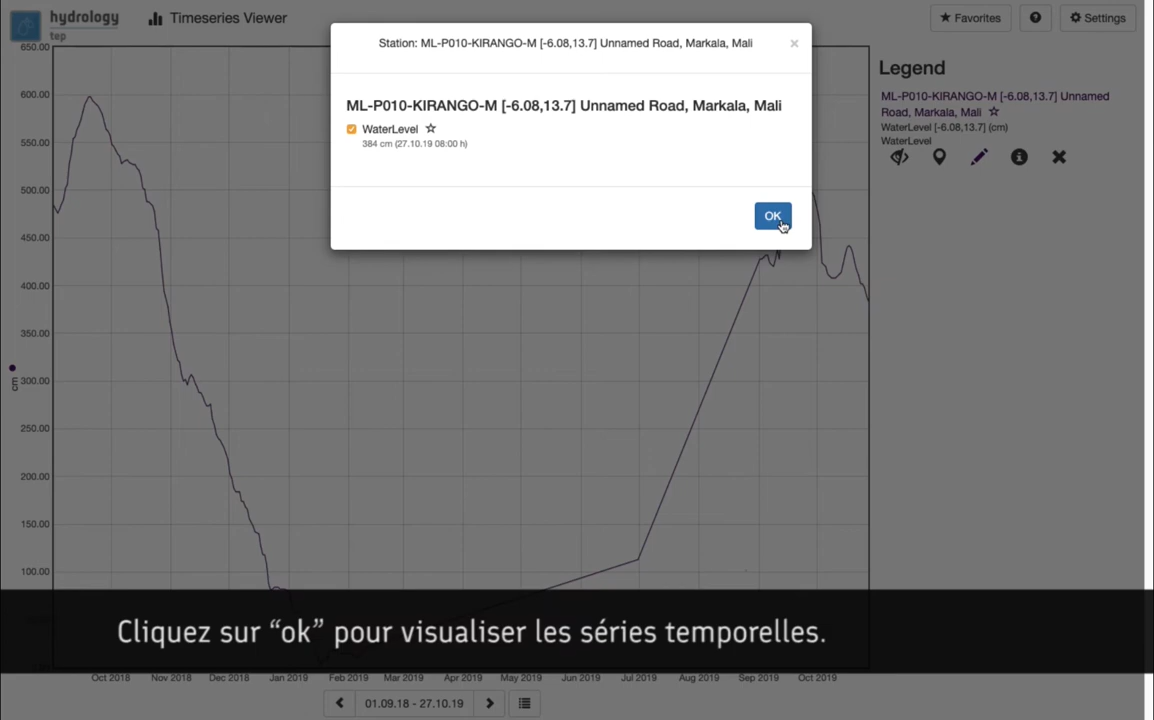 hydrology
tep
Timeseries Viewer
Favorites
Settings
Station: ML-P010-KIRANGO-M [-6.08,13.7] Unnamed Road, Markala, Mali
ML-P010-KIRANGO-M [-6.08,13.7] Unnamed Road, Markala, Mali
WaterLevel
384 cm (27.10.19 08:00 h)
OK
Legend
ML-P010-KIRANGO-M [-6.08,13.7] Unnamed
Road, Markala, Mali
WaterLevel [-6.08,13.7] (cm)
WaterLevel
650.00
600.00
550.00
500.00
450.00
400.00
350.00
300.00
250.00
200.00
150.00
100.00
cm
Cliquez sur “ok” pour visualiser les séries temporelles.
Oct 2018 Nov 2018 Dec 2018 Jan 2019 Feb 2019 Mar 2019 Apr 2019 May 2019 Jun 2019 Jul 2019 Aug 2019 Sep 2019 Oct 2019
01.09.18 - 27.10.19